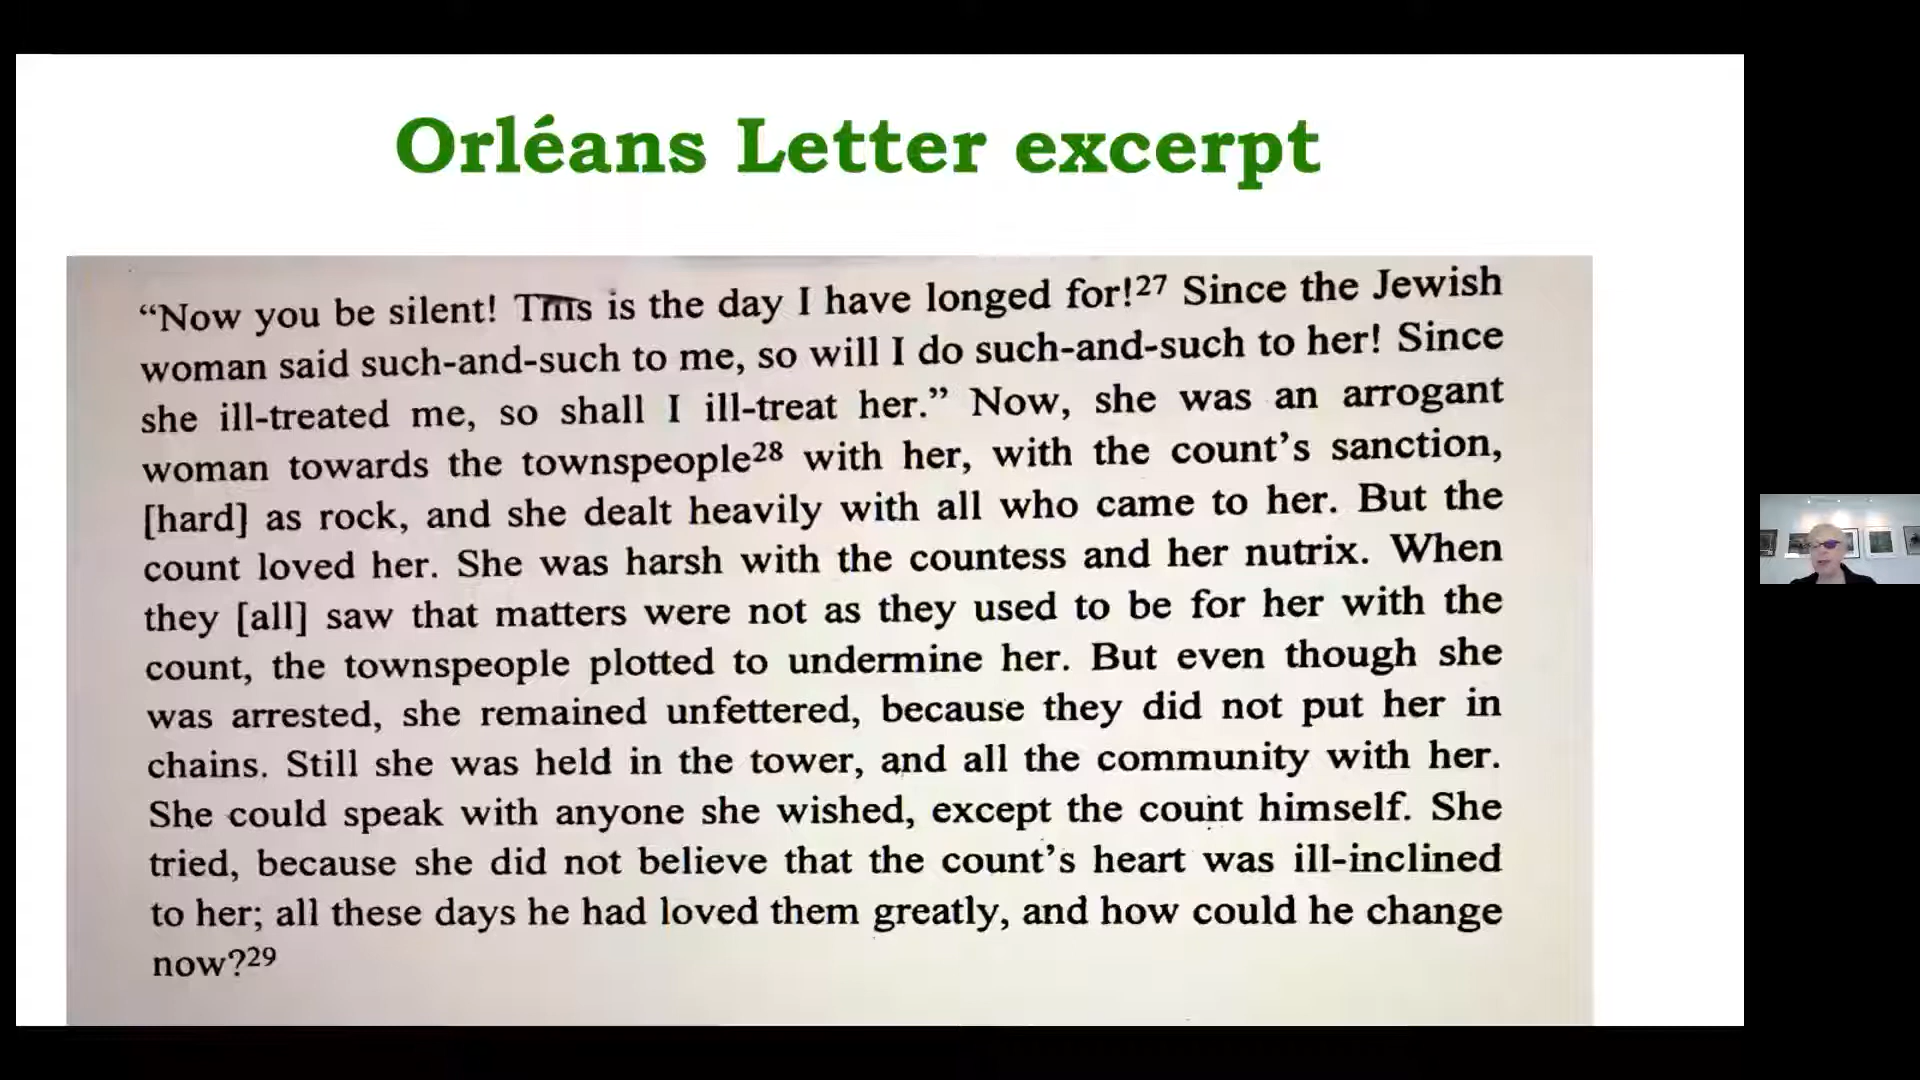 Orléans Letter excerpt
“Now you be silent! This is the day I have longed for!27 Since the Jewish
woman said such-and-such to me, so will I do such-and-such to her! Since
she ill-treated me, so shall I ill-treat her.” Now, she was an arrogant
woman towards the townspeople28 with her, with the count’s sanction,
[hard] as rock, and she dealt heavily with all who came to her. But the
count loved her. She was harsh with the countess and her nutrix. When
they [all] saw that matters were not as they used to be for her with the
count, the townspeople plotted to undermine her. But even though she
was arrested, she remained unfettered, because they did not put her in
chains. Still she was held in the tower, and all the community with her.
She could speak with anyone she wished, except the count himself. She
tried, because she did not believe that the count’s heart was ill-inclined
to her; all these days he had loved them greatly, and how could he change
now?29